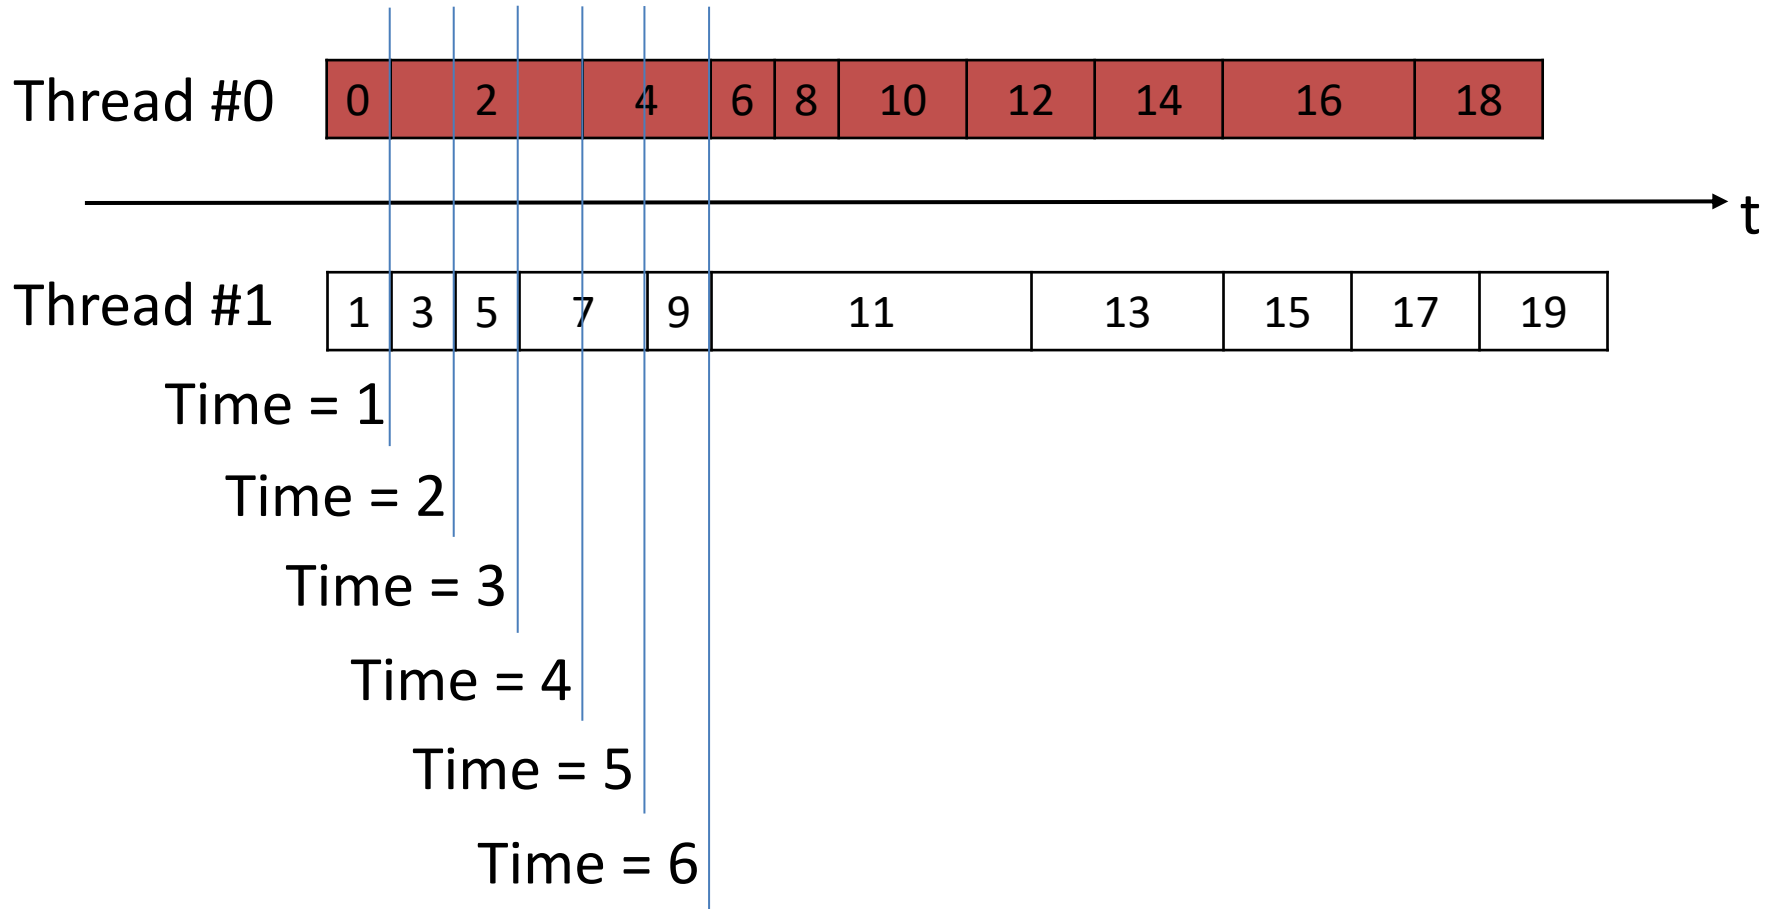 Thread #0 0 2 4 6 8 10 12 14 16 18
t
Thread #1 1 3 5 7 9 11 13 15 17 19
Time = 1
Time = 2
Time = 3
Time = 4
Time = 5
Time = 6